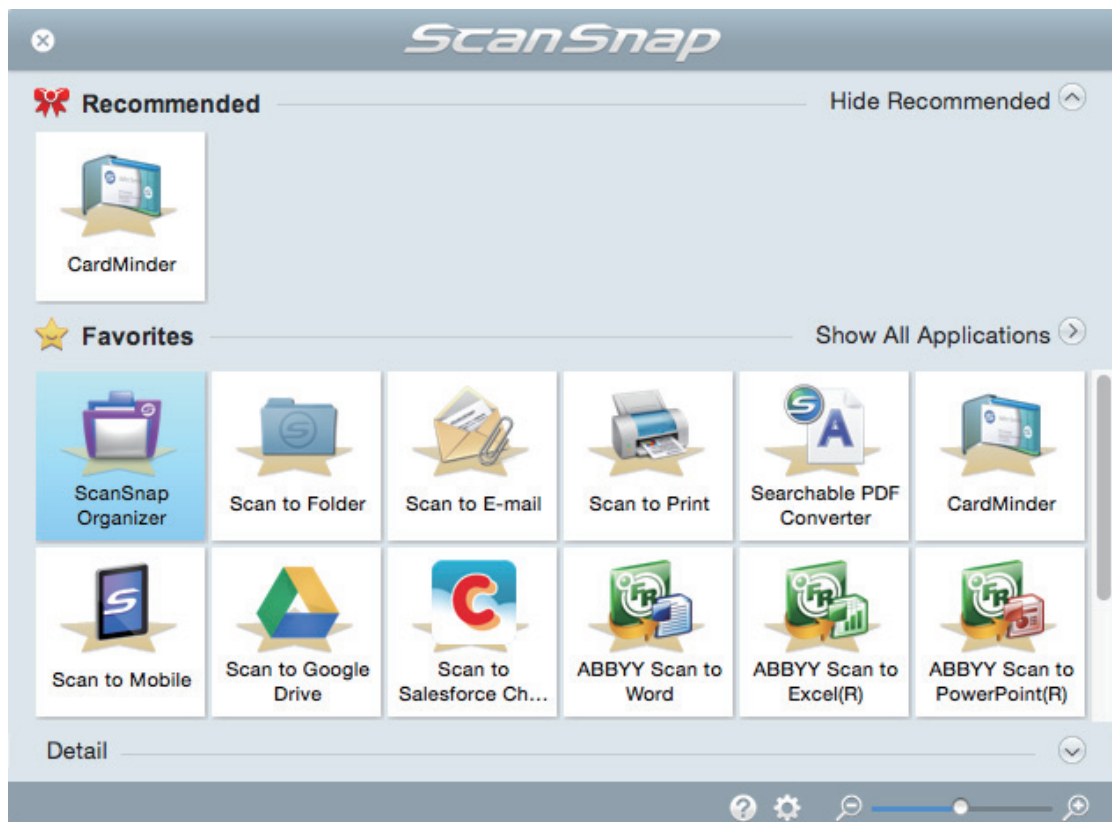 ScanSnap
Recommended
Hide Recommended
CardMinder
Favorites
Show All Applications
ScanSnap
Organizer
Scan to Folder
Scan to E-mail
Scan to Print
Searchable PDF
Converter
CardMinder
Scan to Mobile
Scan to Google
Drive
Scan to
Salesforce Ch...
ABBYY Scan to
Word
ABBYY Scan to
Excel(R)
ABBYY Scan to
PowerPoint(R)
Detail